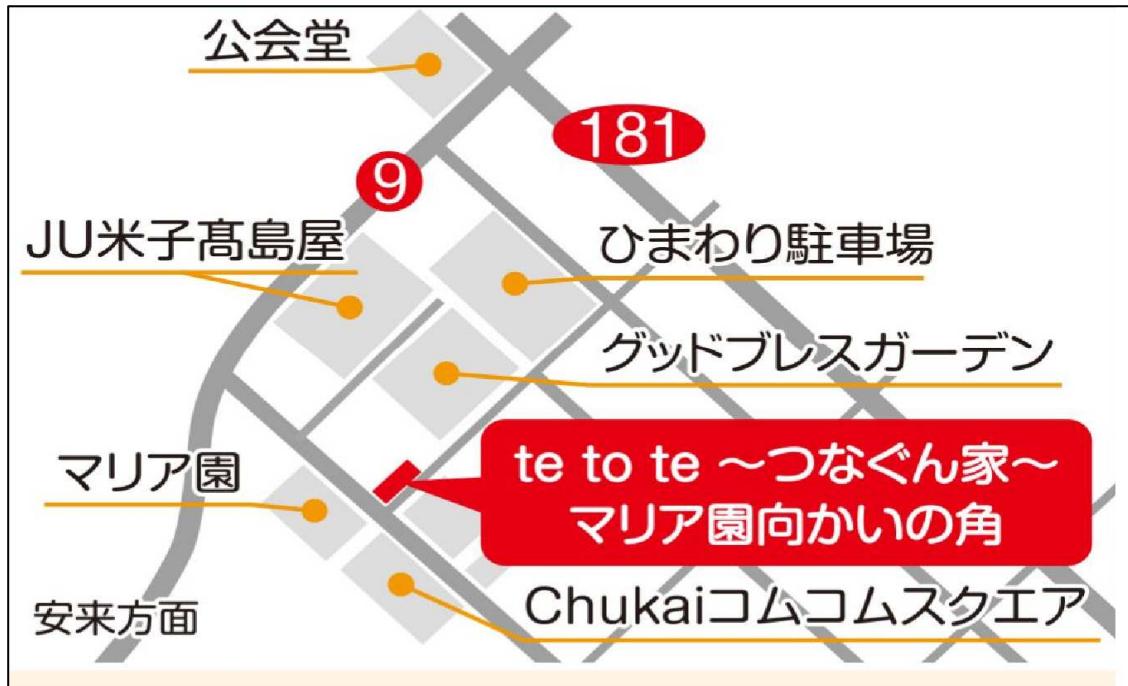 公会堂
181
9
JU米子髙島屋
ひまわり駐車場
グッドブレスガーデン
マリア園
te to te ～つなぐん家～
マリア園向かいの角
Chukaiコムコムスクエア
安来方面